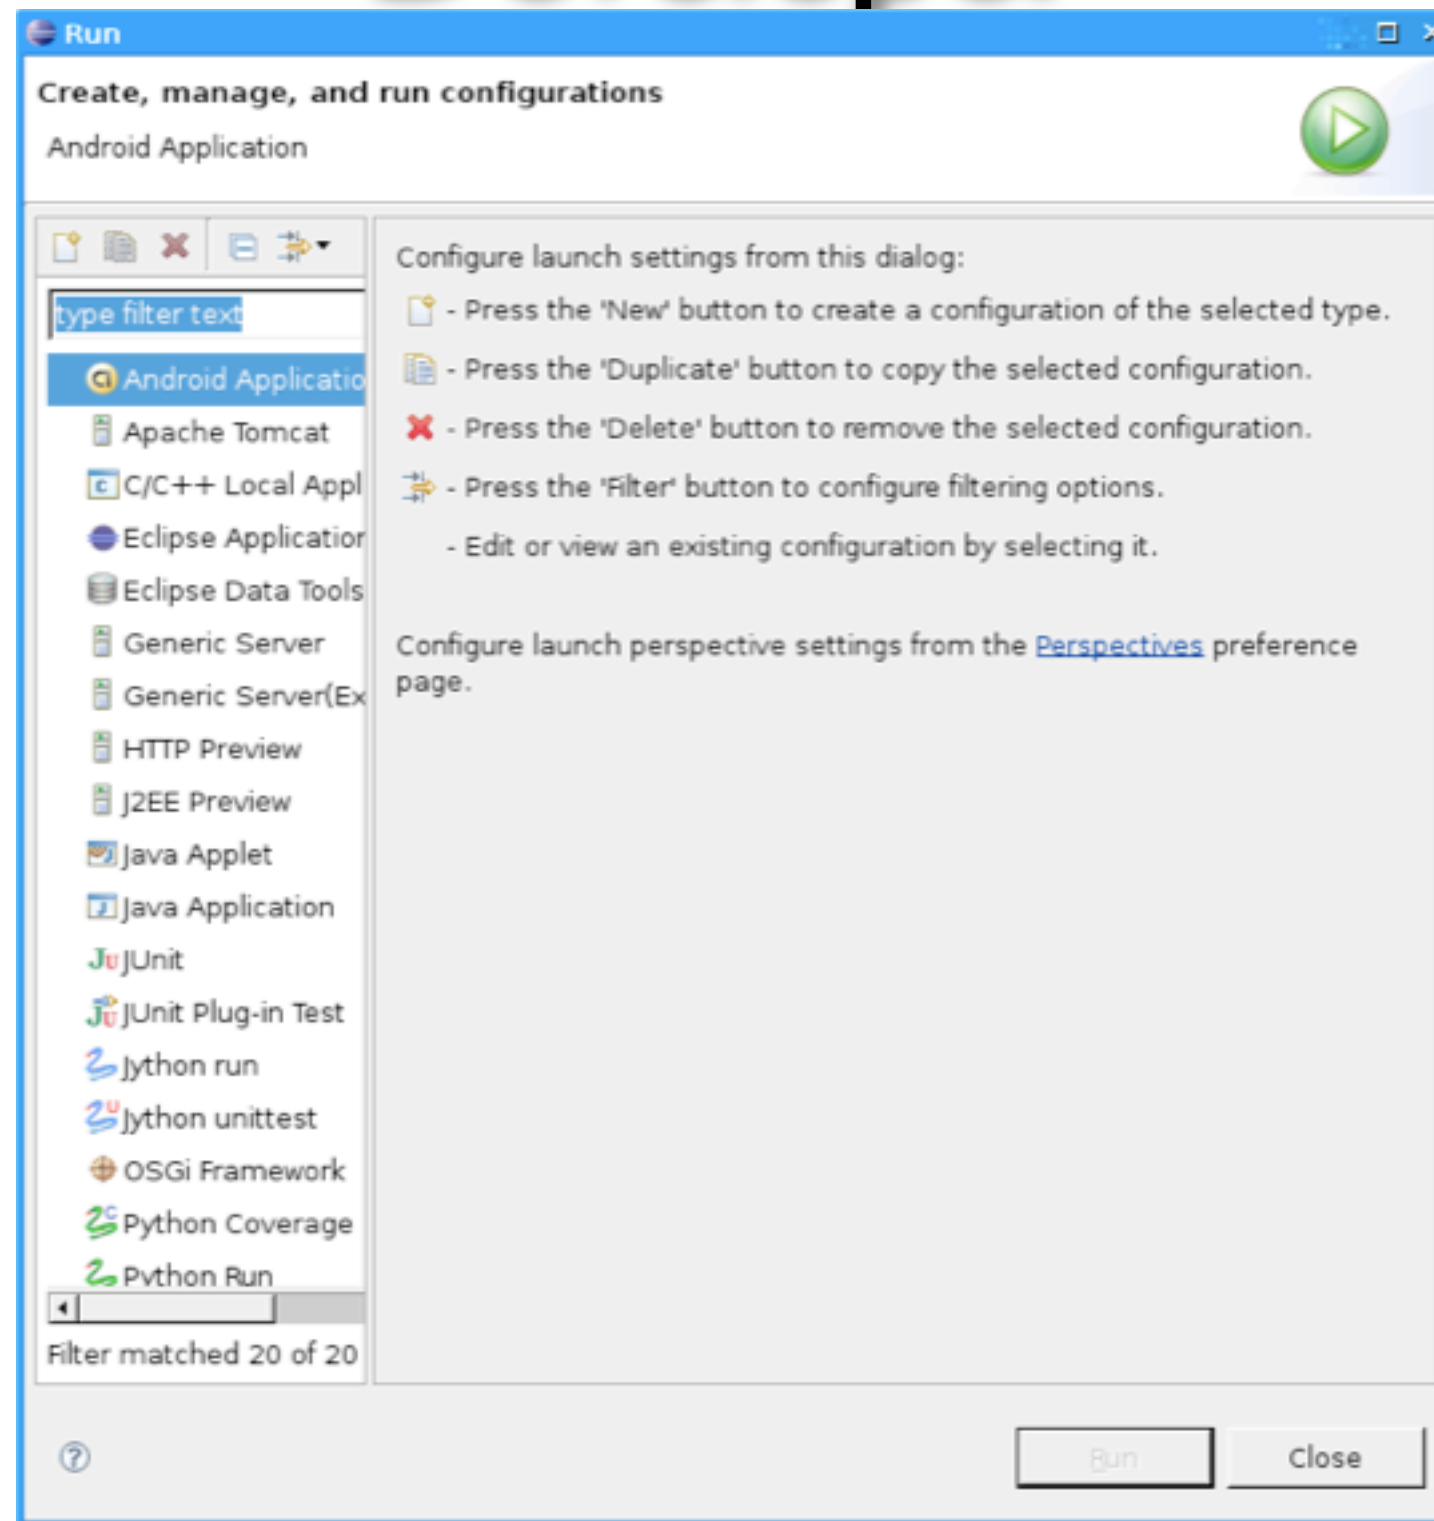 Run
Create, manage, and run configurations
Android Application
type filter text
Android Applicatio
Apache Tomcat
C/C++ Local Appl
Eclipse Application
Eclipse Data Tools
Generic Server
Generic Server(Ex
HTTP Preview
J2EE Preview
Java Applet
Java Application
Ju JUnit
JU JUnit Plug-in Test
Jython run
Jython unittest
OSGi Framework
Python Coverage
Python Run
Filter matched 20 of 20
Configure launch settings from this dialog:
- Press the 'New' button to create a configuration of the selected type.
- Press the 'Duplicate' button to copy the selected configuration.
- Press the 'Delete' button to remove the selected configuration.
- Press the 'Filter' button to configure filtering options.
- Edit or view an existing configuration by selecting it.
Configure launch perspective settings from the Perspectives preference
page.
Run
Close